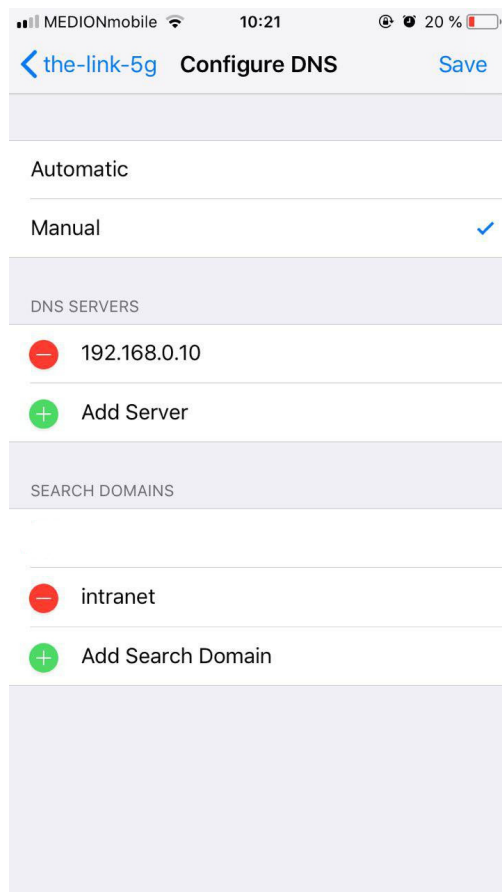 MEDIONmobile 10:21 20 %
the-link-5g Configure DNS Save
Automatic
Manual
DNS SERVERS
192.168.0.10
Add Server
SEARCH DOMAINS
intranet
Add Search Domain